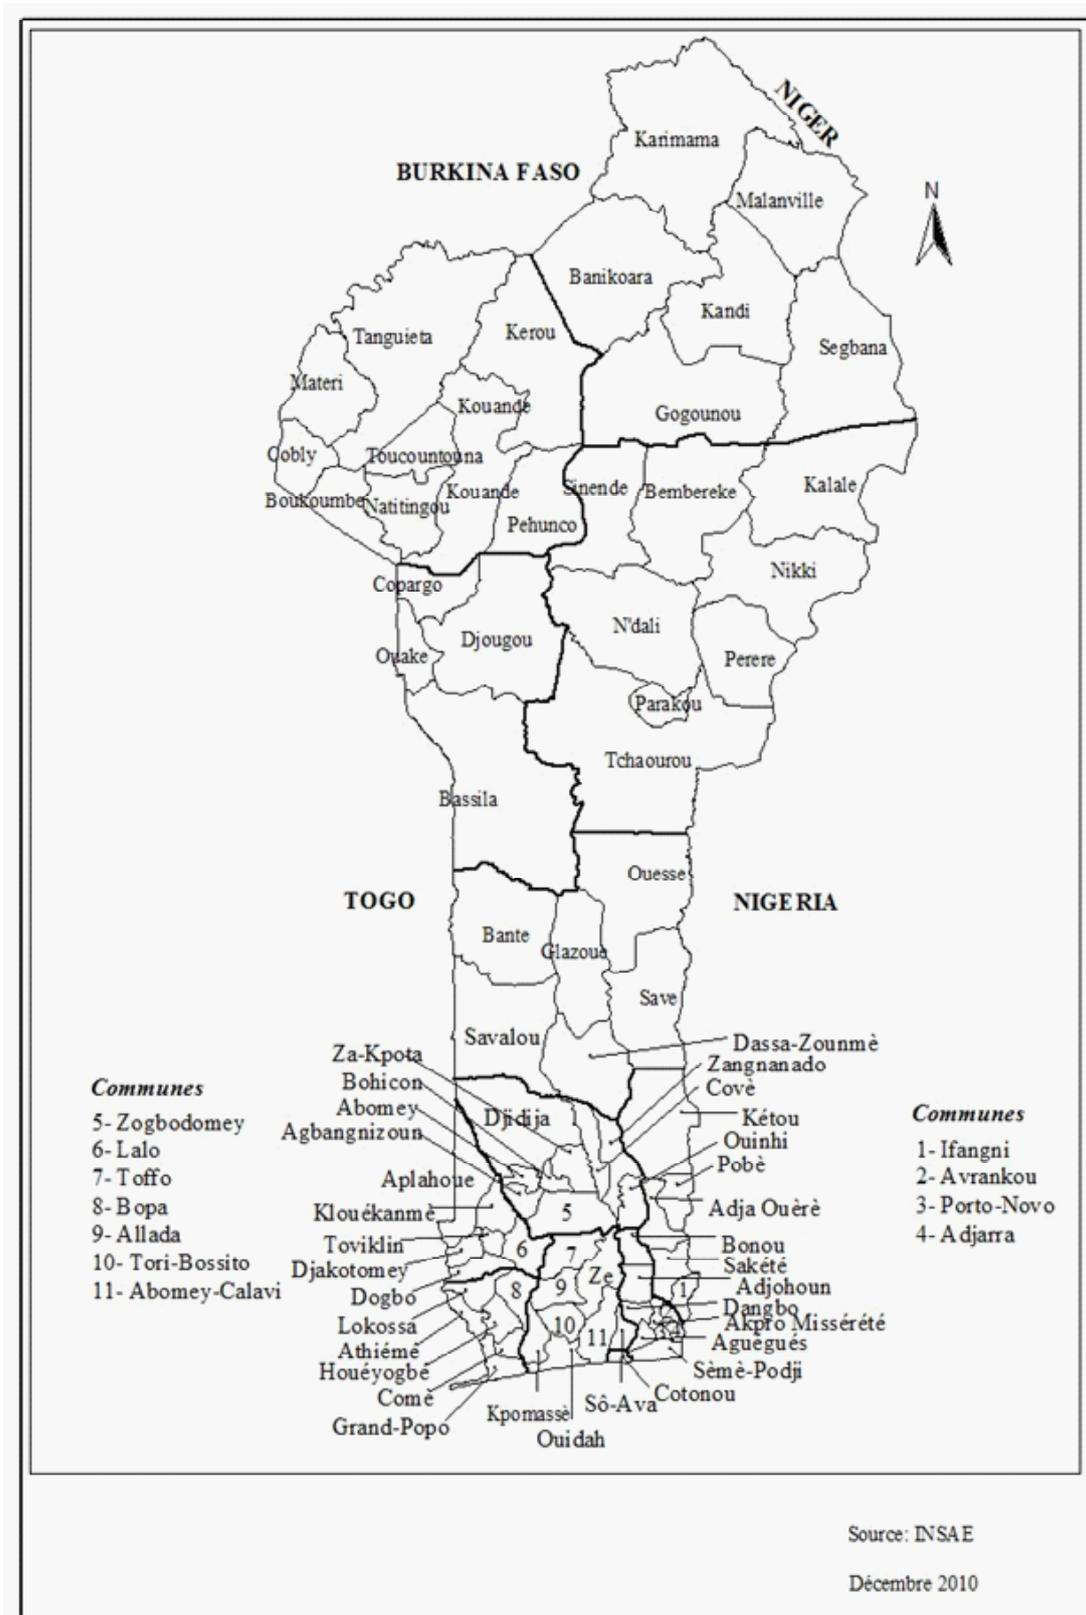 NIGER
Karimama
BURKINA FASO
N
Malanville
Banikoara
Kandi
Kerou
Tanguieta
Segbana
Materi
Kouande
Gogounou
Cobly
Toucountouna
Kalale
Boukoumbe
Natitingou
Kouande
Sinende
Bembereke
Pehunco
Nikki
Copargo
N'dali
Djougou
Ouake
Perere
Parakou
Tchaourou
Bassila
Ouesse
TOGO
NIGERIA
Bante
Glazoue
Save
Savalou
Dassa-Zounmè
Za-Kpota
Zangnanado
Bohicon
Covè
Abomey
Djidija
Kétou
Agbangnizoun
Ouinhi
Pobè
Aplahoue
Adja Ouèrè
Klouékanmè
5
Toviklin
6
7
Bonou
Djakotomey
Sakété
Ze
Dogbo
8
9
Adjohoun
1
Lokossa
10
11
Dangbo
Akpro Missérété
Athiémé
Aguégués
Houéyogbé
Sèmè-Podji
Comé
Cotonou
Grand-Popo
Kpomassè
Sô-Ava
Ouidah
Communes
5- Zogbodomey
6- Lalo
7- Toffo
8- Bopa
9- Allada
10- Tori-Bossito
11- Abomey-Calavi
Communes
1- Ifangni
2- Avrankou
3- Porto-Novo
4- Adjarra
Source: INSAE
Décembre 2010